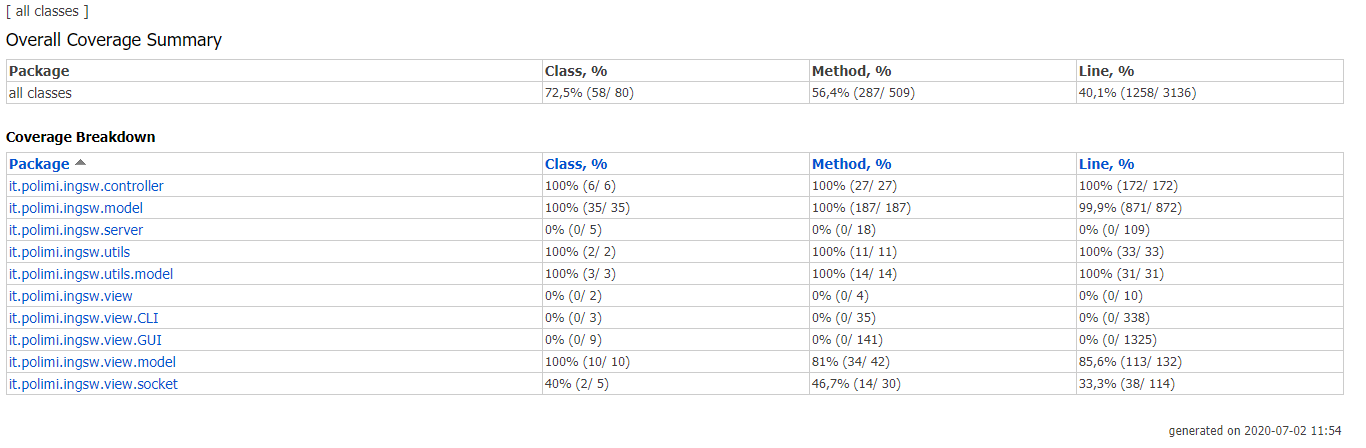 [ all classes ]
Overall Coverage Summary
Package Class, % Method, % Line, %
all classes 72,5% (58/ 80) 56,4% (287/ 509) 40,1% (1258/ 3136)
Coverage Breakdown
Package Class, % Method, % Line, %
it.polimi.ingsw.controller 100% (6/ 6) 100% (27/ 27) 100% (172/ 172)
it.polimi.ingsw.model 100% (35/ 35) 100% (187/ 187) 99,9% (871/ 872)
it.polimi.ingsw.server 0% (0/ 5) 0% (0/ 18) 0% (0/ 109)
it.polimi.ingsw.utils 100% (2/ 2) 100% (11/ 11) 100% (33/ 33)
it.polimi.ingsw.utils.model 100% (3/ 3) 100% (14/ 14) 100% (31/ 31)
it.polimi.ingsw.view 0% (0/ 2) 0% (0/ 4) 0% (0/ 10)
it.polimi.ingsw.view.CLI 0% (0/ 3) 0% (0/ 35) 0% (0/ 338)
it.polimi.ingsw.view.GUI 0% (0/ 9) 0% (0/ 141) 0% (0/ 1325)
it.polimi.ingsw.view.model 100% (10/ 10) 81% (34/ 42) 85,6% (113/ 132)
it.polimi.ingsw.view.socket 40% (2/ 5) 46,7% (14/ 30) 33,3% (38/ 114)
generated on 2020-07-02 11:54